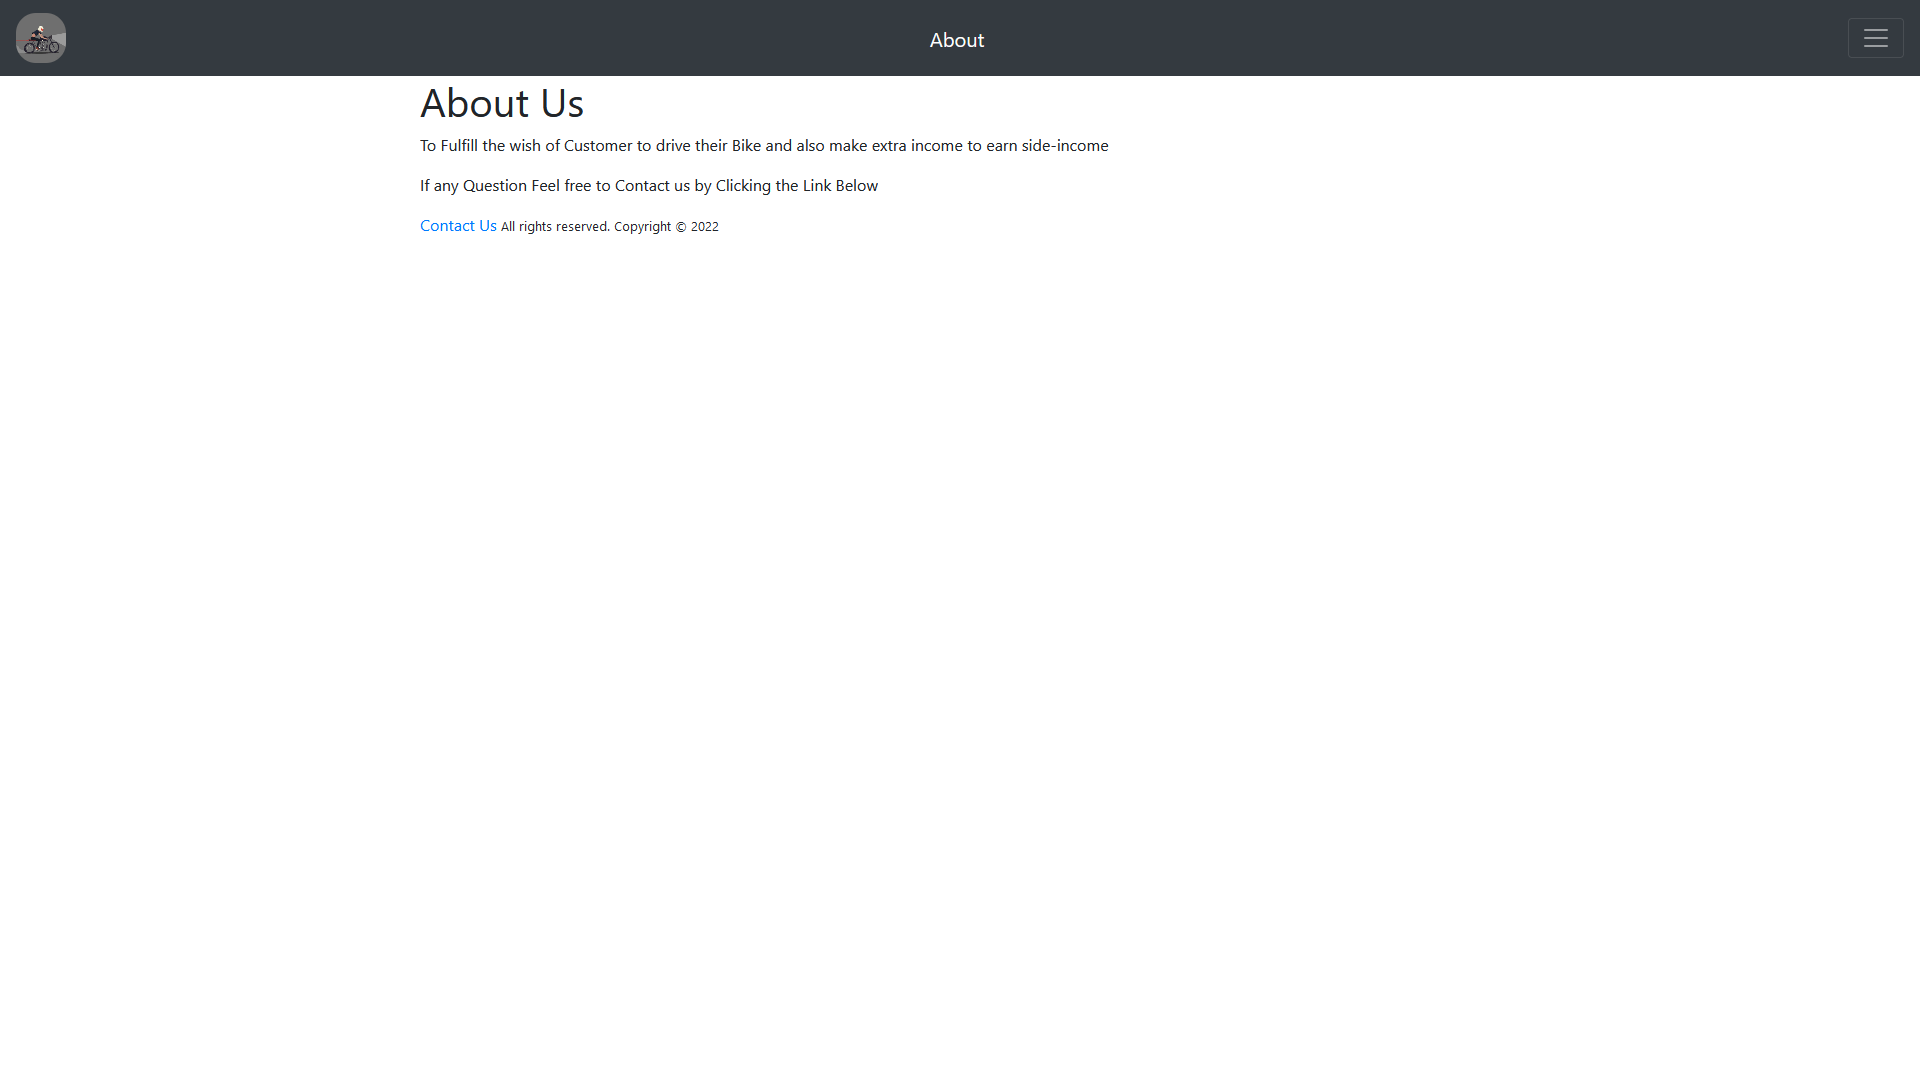 About
About Us
To Fulfill the wish of Customer to drive their Bike and also make extra income to earn side-income
If any Question Feel free to Contact us by Clicking the Link Below
Contact Us All rights reserved. Copyright © 2022